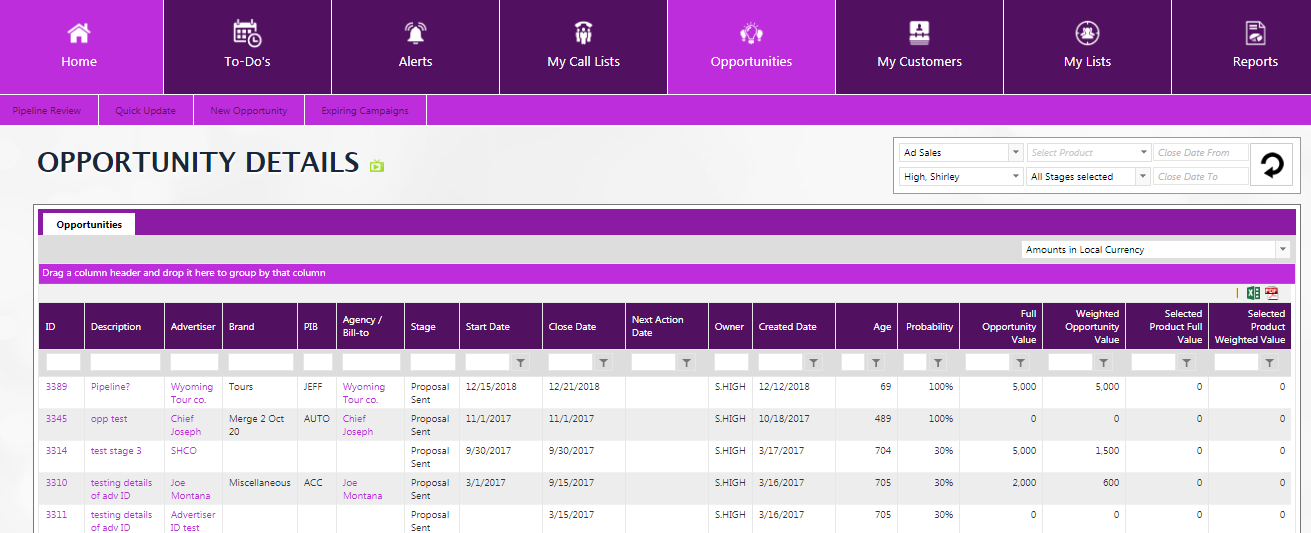 Home To-Do's Alerts My Call Lists Opportunities My Customers My Lists Reports
Pipeline Review Quick Update New Opportunity Expiring Campaigns
OPPORTUNITY DETAILS
Ad Sales Select Product Close Date From
High, Shirley All Stages selected Close Date To
Opportunities
Amounts in Local Currency
Drag a column header and drop it here to group by that column
ID Description Advertiser Brand PIB Agency / Bill-to Stage Start Date Close Date Next Action Date Owner Created Date Age Probability Full Opportunity Value Weighted Opportunity Value Selected Product Full Value Selected Product Weighted Value
3389 Pipeline? Wyoming Tours JEFF Wyoming Proposal 12/15/2018 12/21/2018 S.HIGH 12/12/2018 69 100% 5,000 5,000 0 0
Tour co. Tour co. Sent
3345 opp test Chief Merge 2 Oct AUTO Chief Proposal 11/1/2017 11/1/2017 S.HIGH 10/18/2017 489 100% 0 0 0 0
Joseph 20 Joseph Sent
3314 test stage 3 SHCO Proposal 9/30/2017 9/30/2017 S.HIGH 3/17/2017 704 30% 5,000 1,500 0 0
Sent
3310 testing details Joe Miscellaneous ACC Joe Proposal 3/1/2017 9/15/2017 S.HIGH 3/16/2017 705 30% 2,000 600 0 0
of adv ID Montana Montana Sent
3311 testing details Advertiser Proposal 3/15/2017 S.HIGH 3/16/2017 705 30% 0 0 0 0
of adv ID ID test Sent